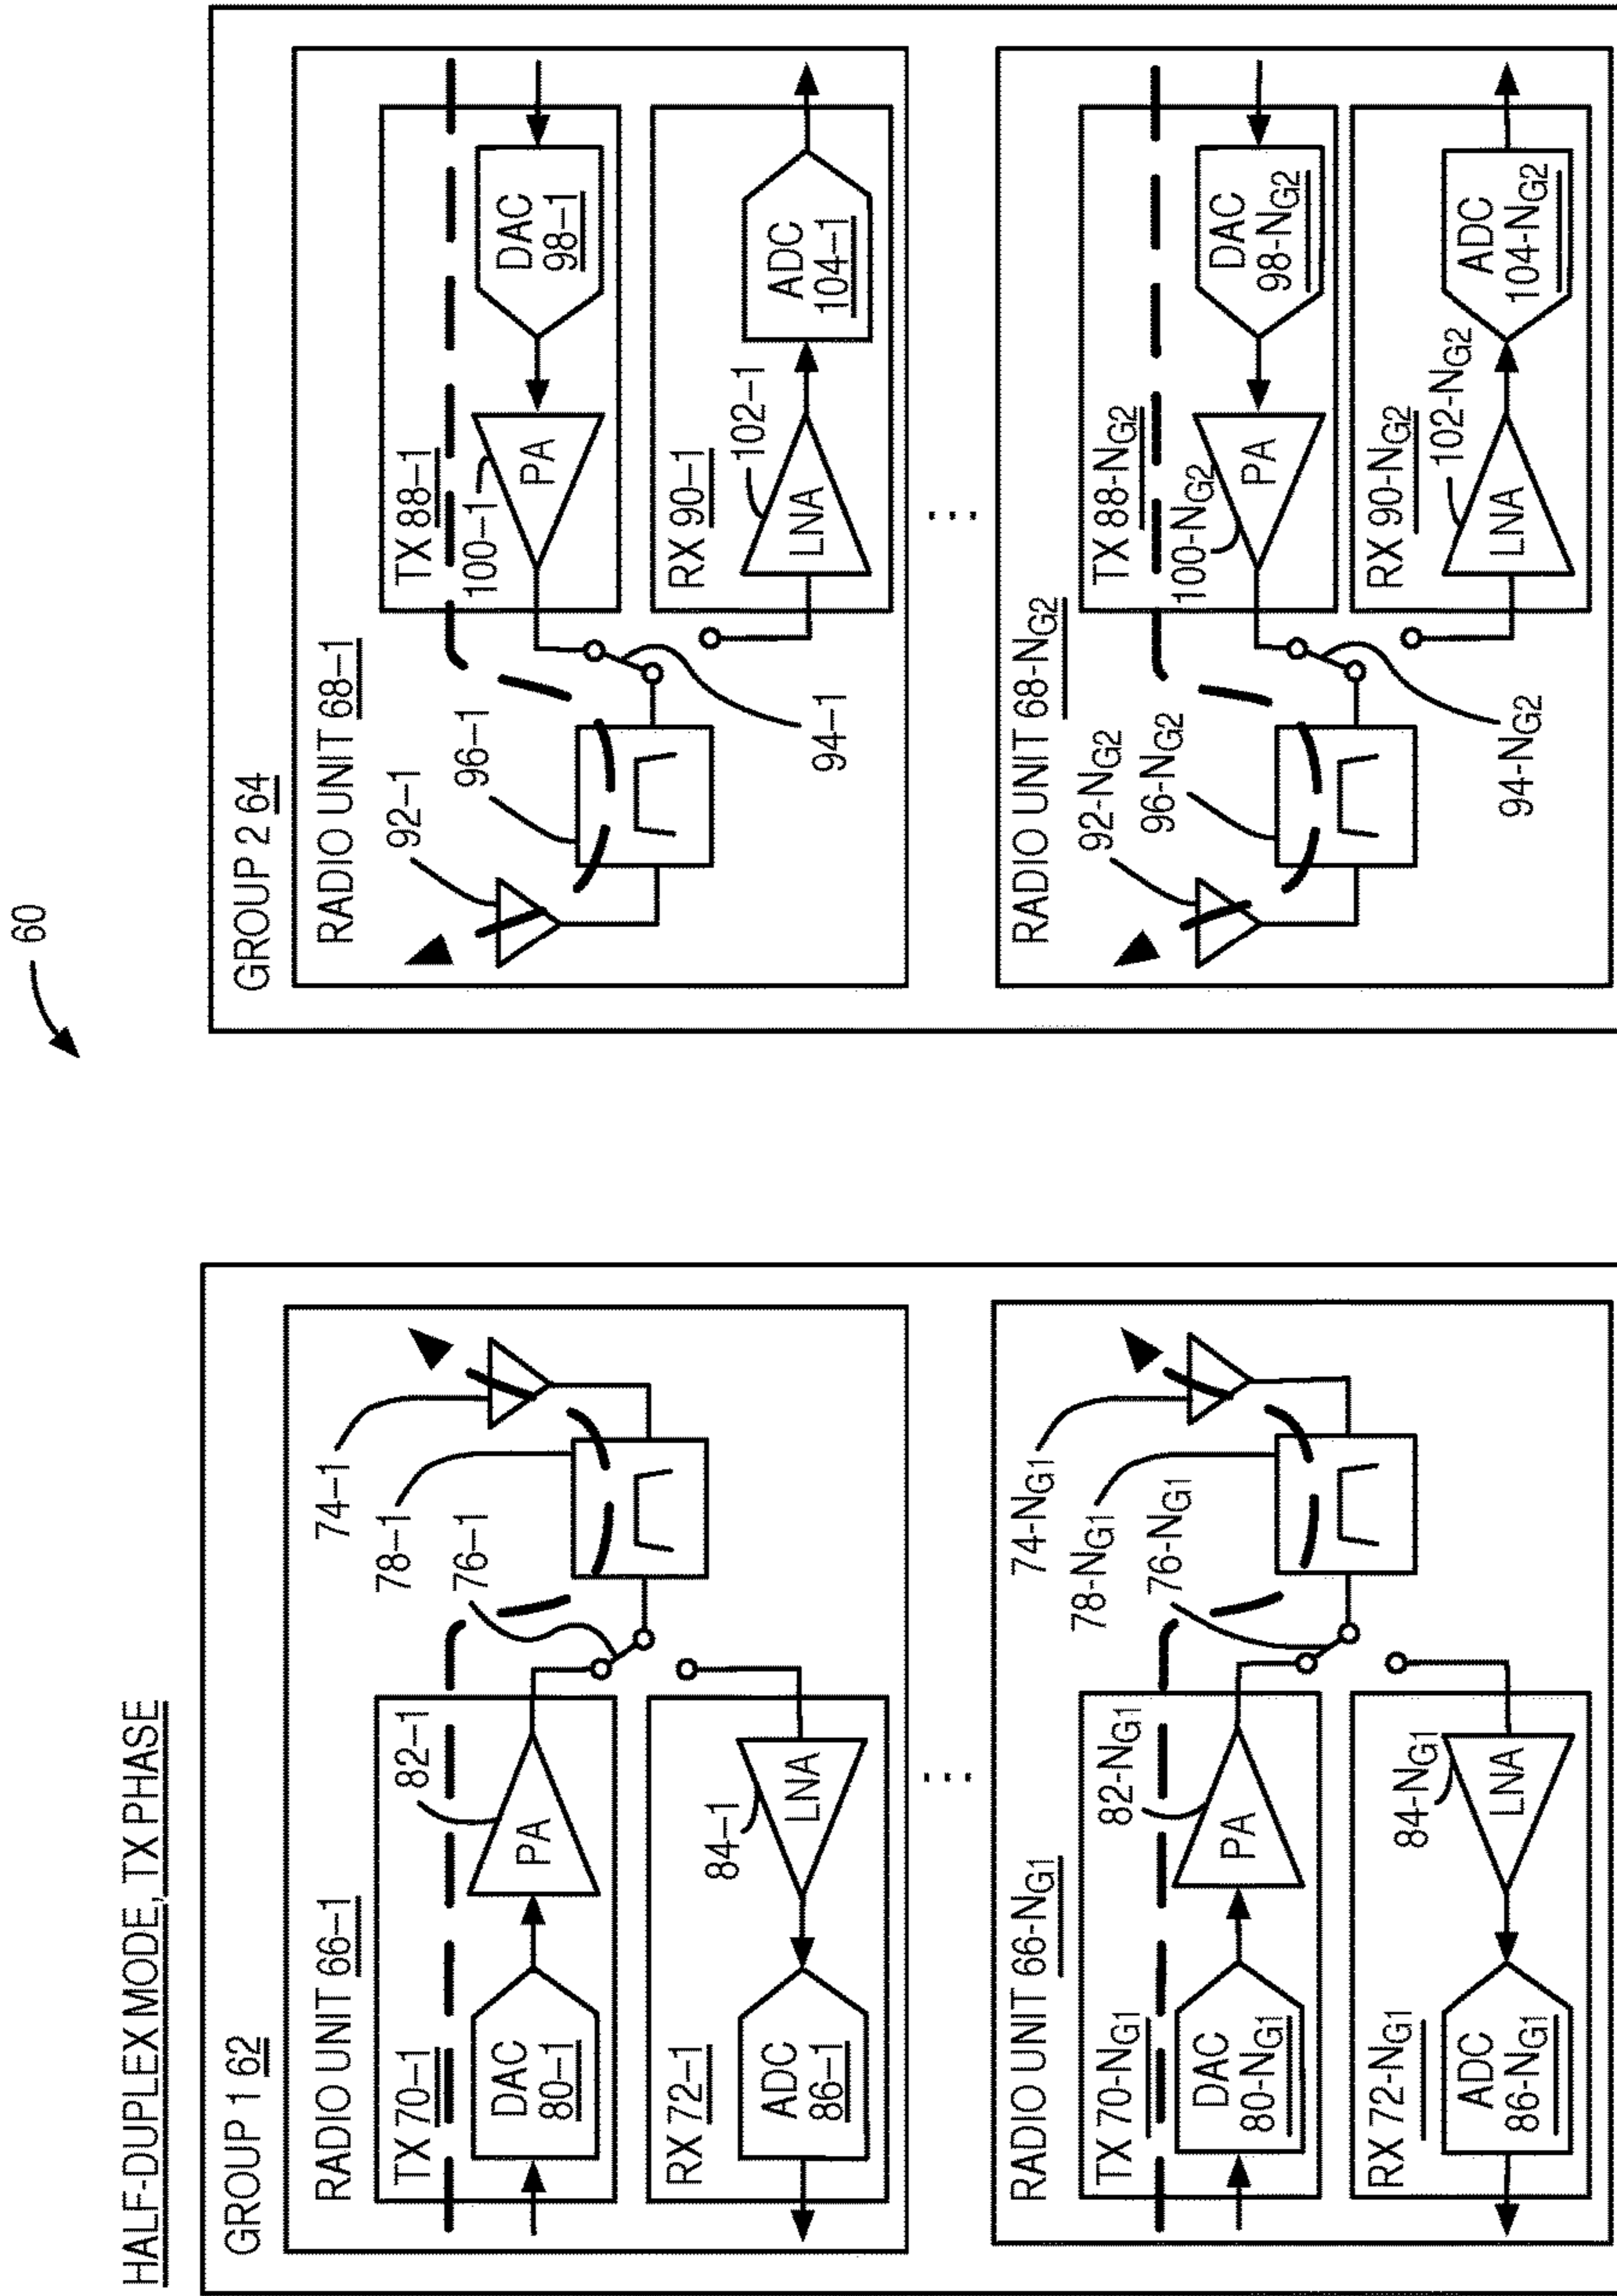 60
HALF-DUPLEX MODE, TX PHASE
GROUP 1 62
RADIO UNIT 66-1
TX 70-1
DAC
80-1
82-1
PA
76-1
78-1
74-1
RX 72-1
ADC
86-1
84-1
LNA
...
RADIO UNIT 66-NG1
TX 70-NG1
DAC
80-NG1
82-NG1
PA
76-NG1
78-NG1
74-NG1
RX 72-NG1
ADC
86-NG1
84-NG1
LNA
GROUP 2 64
RADIO UNIT 68-1
92-1
96-1
94-1
TX 88-1
100-1
PA
DAC
98-1
RX 90-1
102-1
LNA
ADC
104-1
...
RADIO UNIT 68-NG2
92-NG2
96-NG2
94-NG2
TX 88-NG2
100-NG2
PA
DAC
98-NG2
RX 90-NG2
102-NG2
LNA
ADC
104-NG2